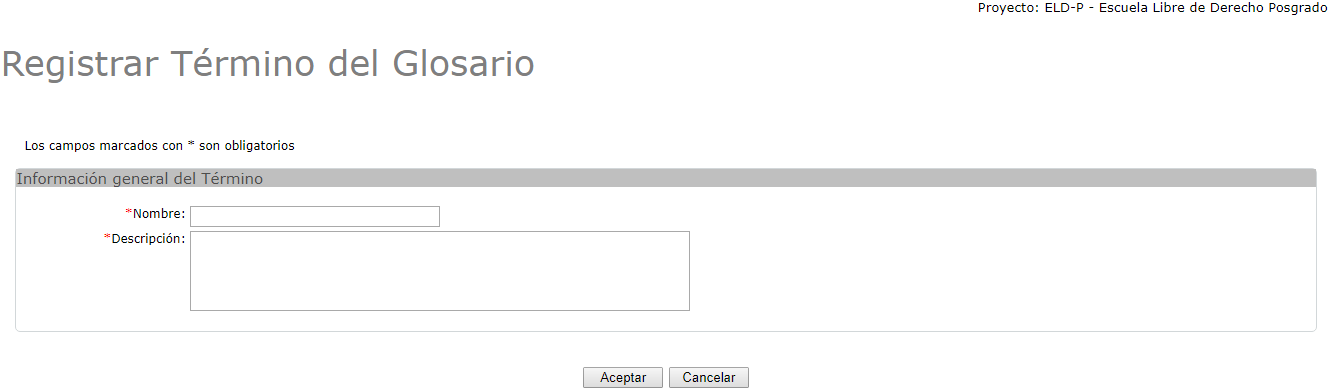 Proyecto: ELD-P - Escuela Libre de Derecho Posgrado
Registrar Término del Glosario
Los campos marcados con * son obligatorios
Información general del Término
*Nombre:
*Descripción:
Aceptar Cancelar